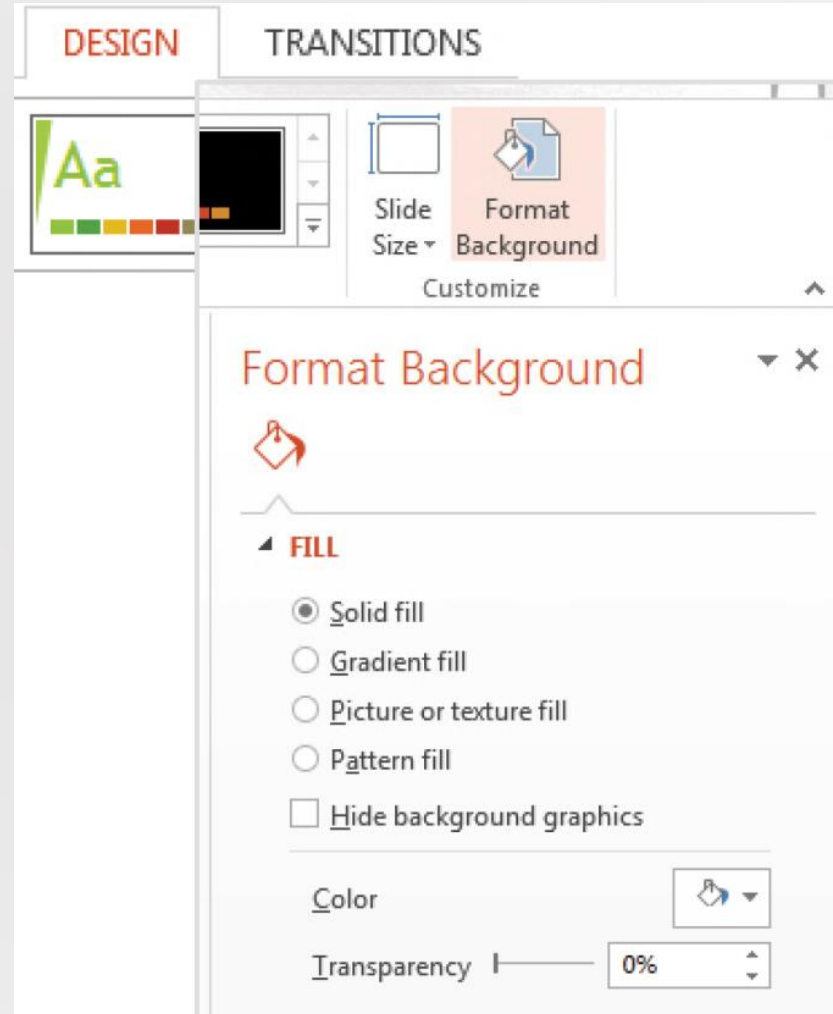 DESIGN TRANSITIONS
Aa
Slide Size
Format Background
Customize
Format Background
FILL
Solid fill
Gradient fill
Picture or texture fill
Pattern fill
Hide background graphics
Color
Transparency 0%